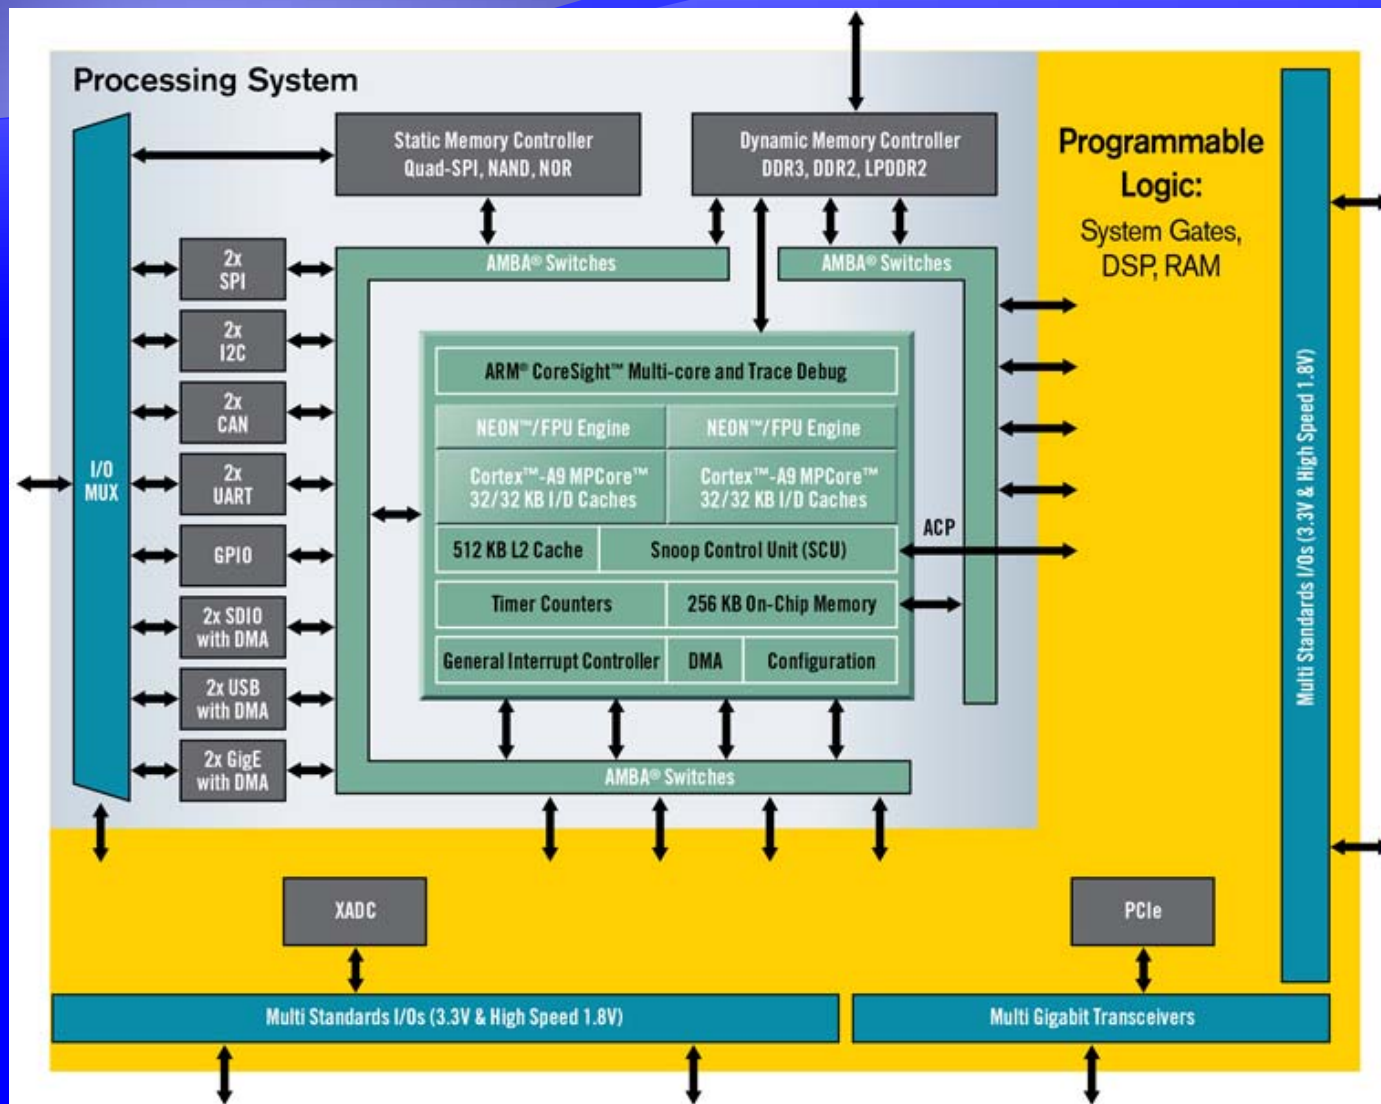 Processing System
Static Memory Controller
Quad-SPI, NAND, NOR
Dynamic Memory Controller
DDR3, DDR2, LPDDR2
Programmable
Logic:
System Gates,
DSP, RAM
2x
SPI
2x
I2C
2x
CAN
2x
UART
GPIO
2x SDIO
with DMA
2x USB
with DMA
2x GigE
with DMA
I/O
MUX
AMBA® Switches
AMBA® Switches
ARM® CoreSight™ Multi-core and Trace Debug
NEON™/FPU Engine
NEON™/FPU Engine
Cortex™-A9 MPCore™
32/32 KB I/D Caches
Cortex™-A9 MPCore™
32/32 KB I/D Caches
512 KB L2 Cache
Snoop Control Unit (SCU)
ACP
Timer Counters
256 KB On-Chip Memory
General Interrupt Controller
DMA
Configuration
AMBA® Switches
Multi Standards I/Os (3.3V & High Speed 1.8V)
XADC
PCIe
Multi Standards I/Os (3.3V & High Speed 1.8V)
Multi Gigabit Transceivers